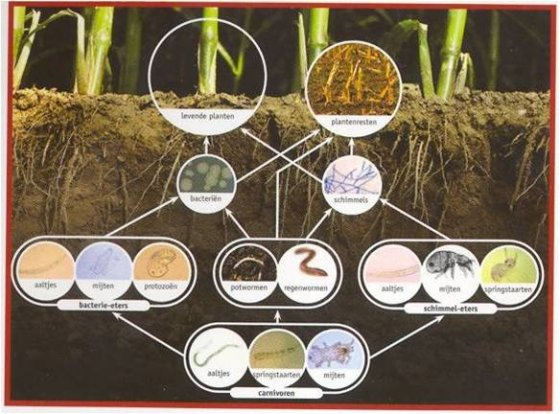 levende planten
plantenresten
bacteriën
schimmels
aaltjes
mijten
protozoën
bacterie-eters
potwormen
regenwormen
aaltjes
mijten
springstaarten
schimmel-eters
aaltjes
springstaarten
mijten
carnivoren